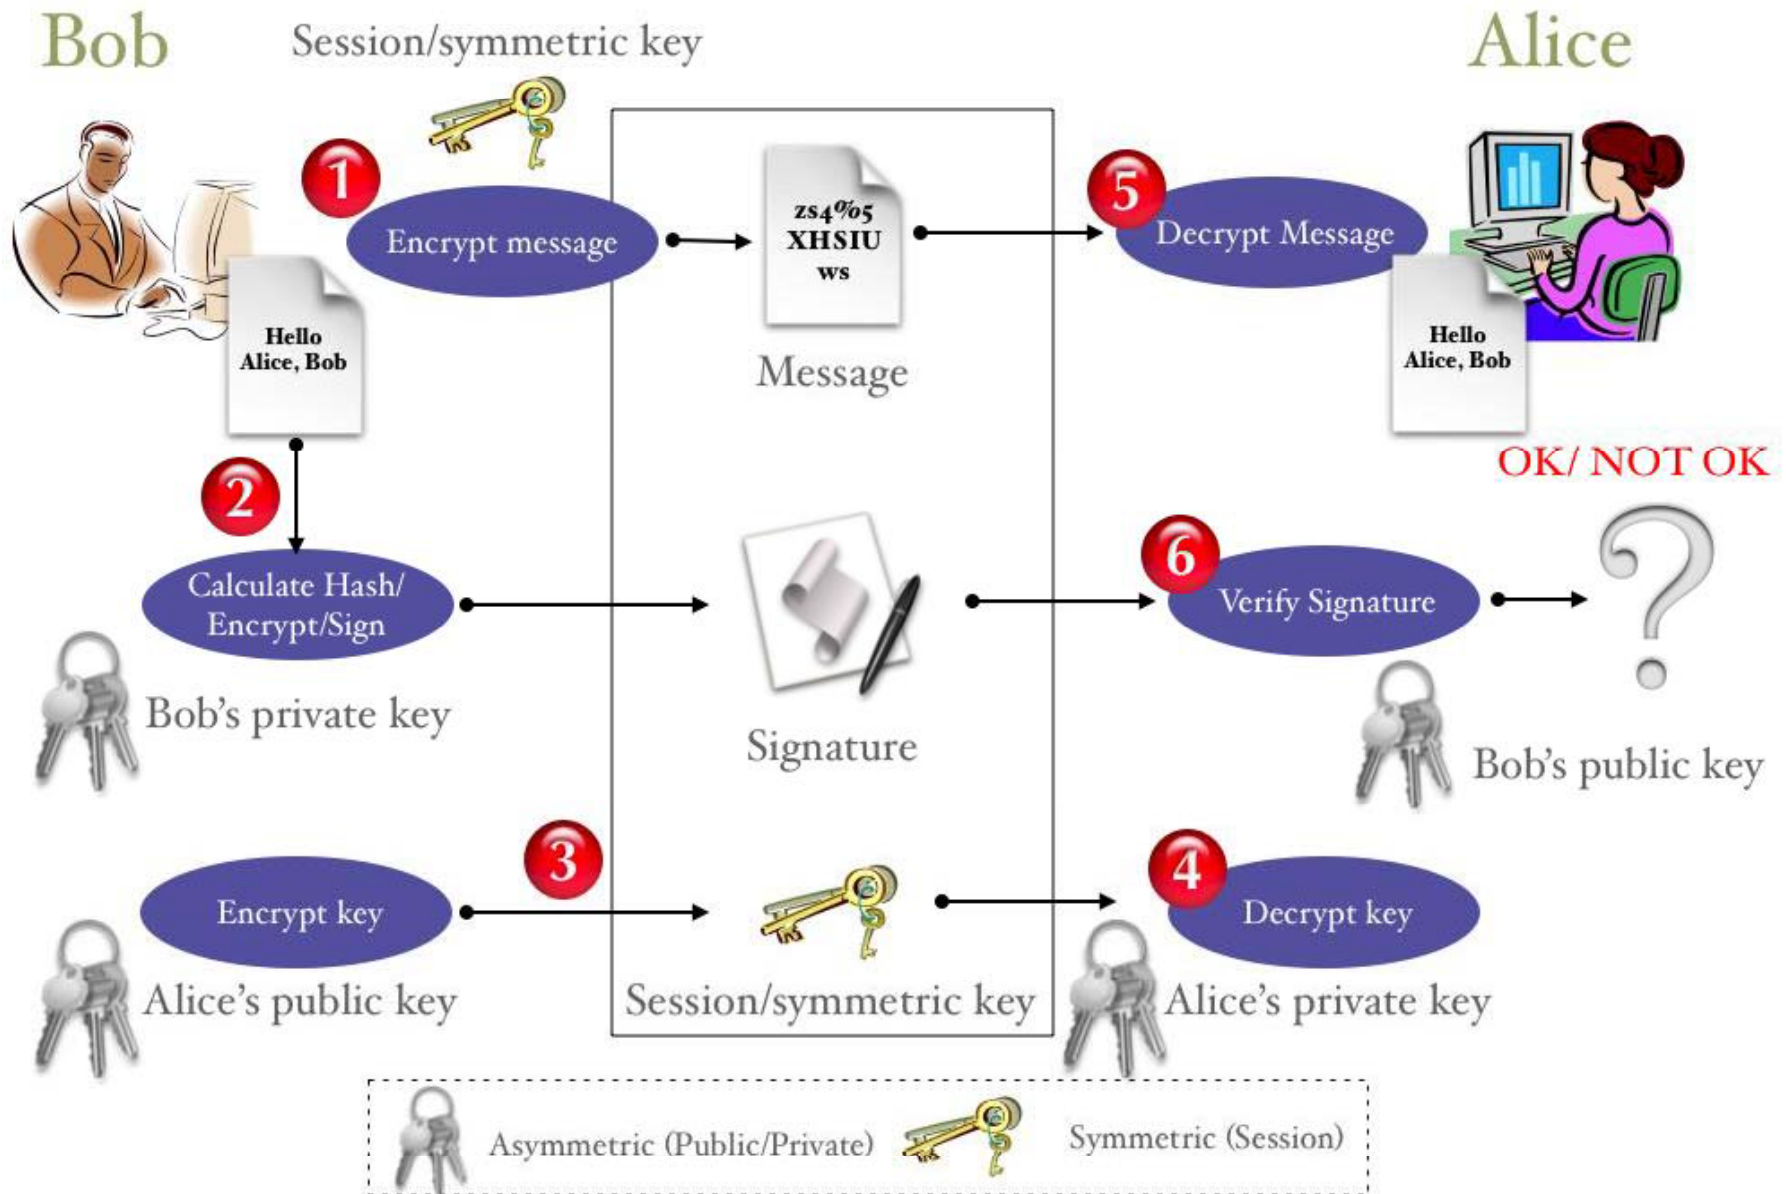 Bob
Session/symmetric key
Alice
1
Encrypt message
zs4%5
XHSIU
ws
Message
5
Decrypt Message
Hello
Alice, Bob
Hello
Alice, Bob
OK/ NOT OK
2
Calculate Hash/
Encrypt/Sign
Bob's private key
Signature
6
Verify Signature
Bob's public key
3
Encrypt key
Alice's public key
Session/symmetric key
4
Decrypt key
Alice's private key
Asymmetric (Public/Private)
Symmetric (Session)